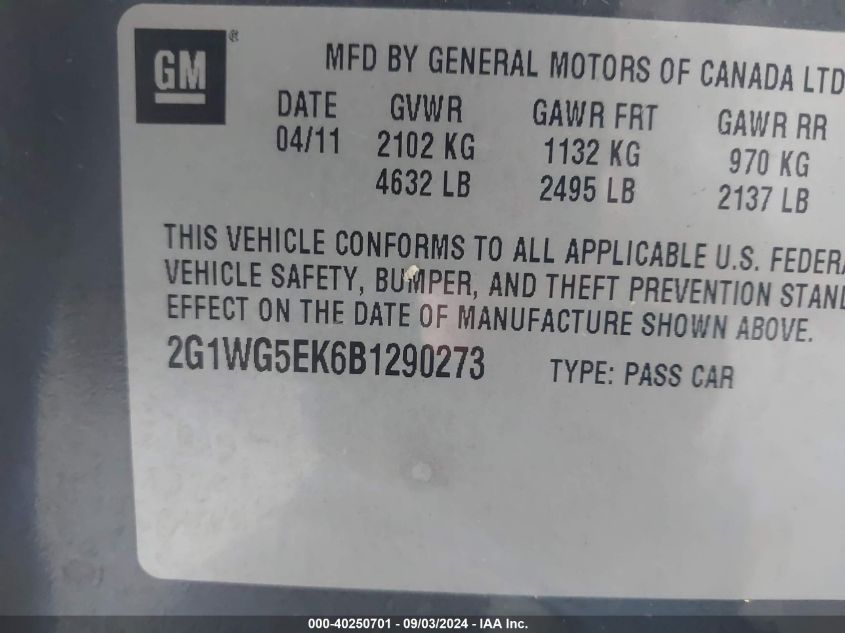 GM ®
MFD BY GENERAL MOTORS OF CANADA LTD
DATE GVWR GAWR FRT GAWR RR
04/11 2102 KG 1132 KG 970 KG
4632 LB 2495 LB 2137 LB
THIS VEHICLE CONFORMS TO ALL APPLICABLE U.S. FEDERA
VEHICLE SAFETY, BUMPER, AND THEFT PREVENTION STAN
EFFECT ON THE DATE OF MANUFACTURE SHOWN ABOVE.
2G1WG5EK6B1290273 TYPE: PASS CAR
000-40250701 - 09/03/2024 - IAA Inc.